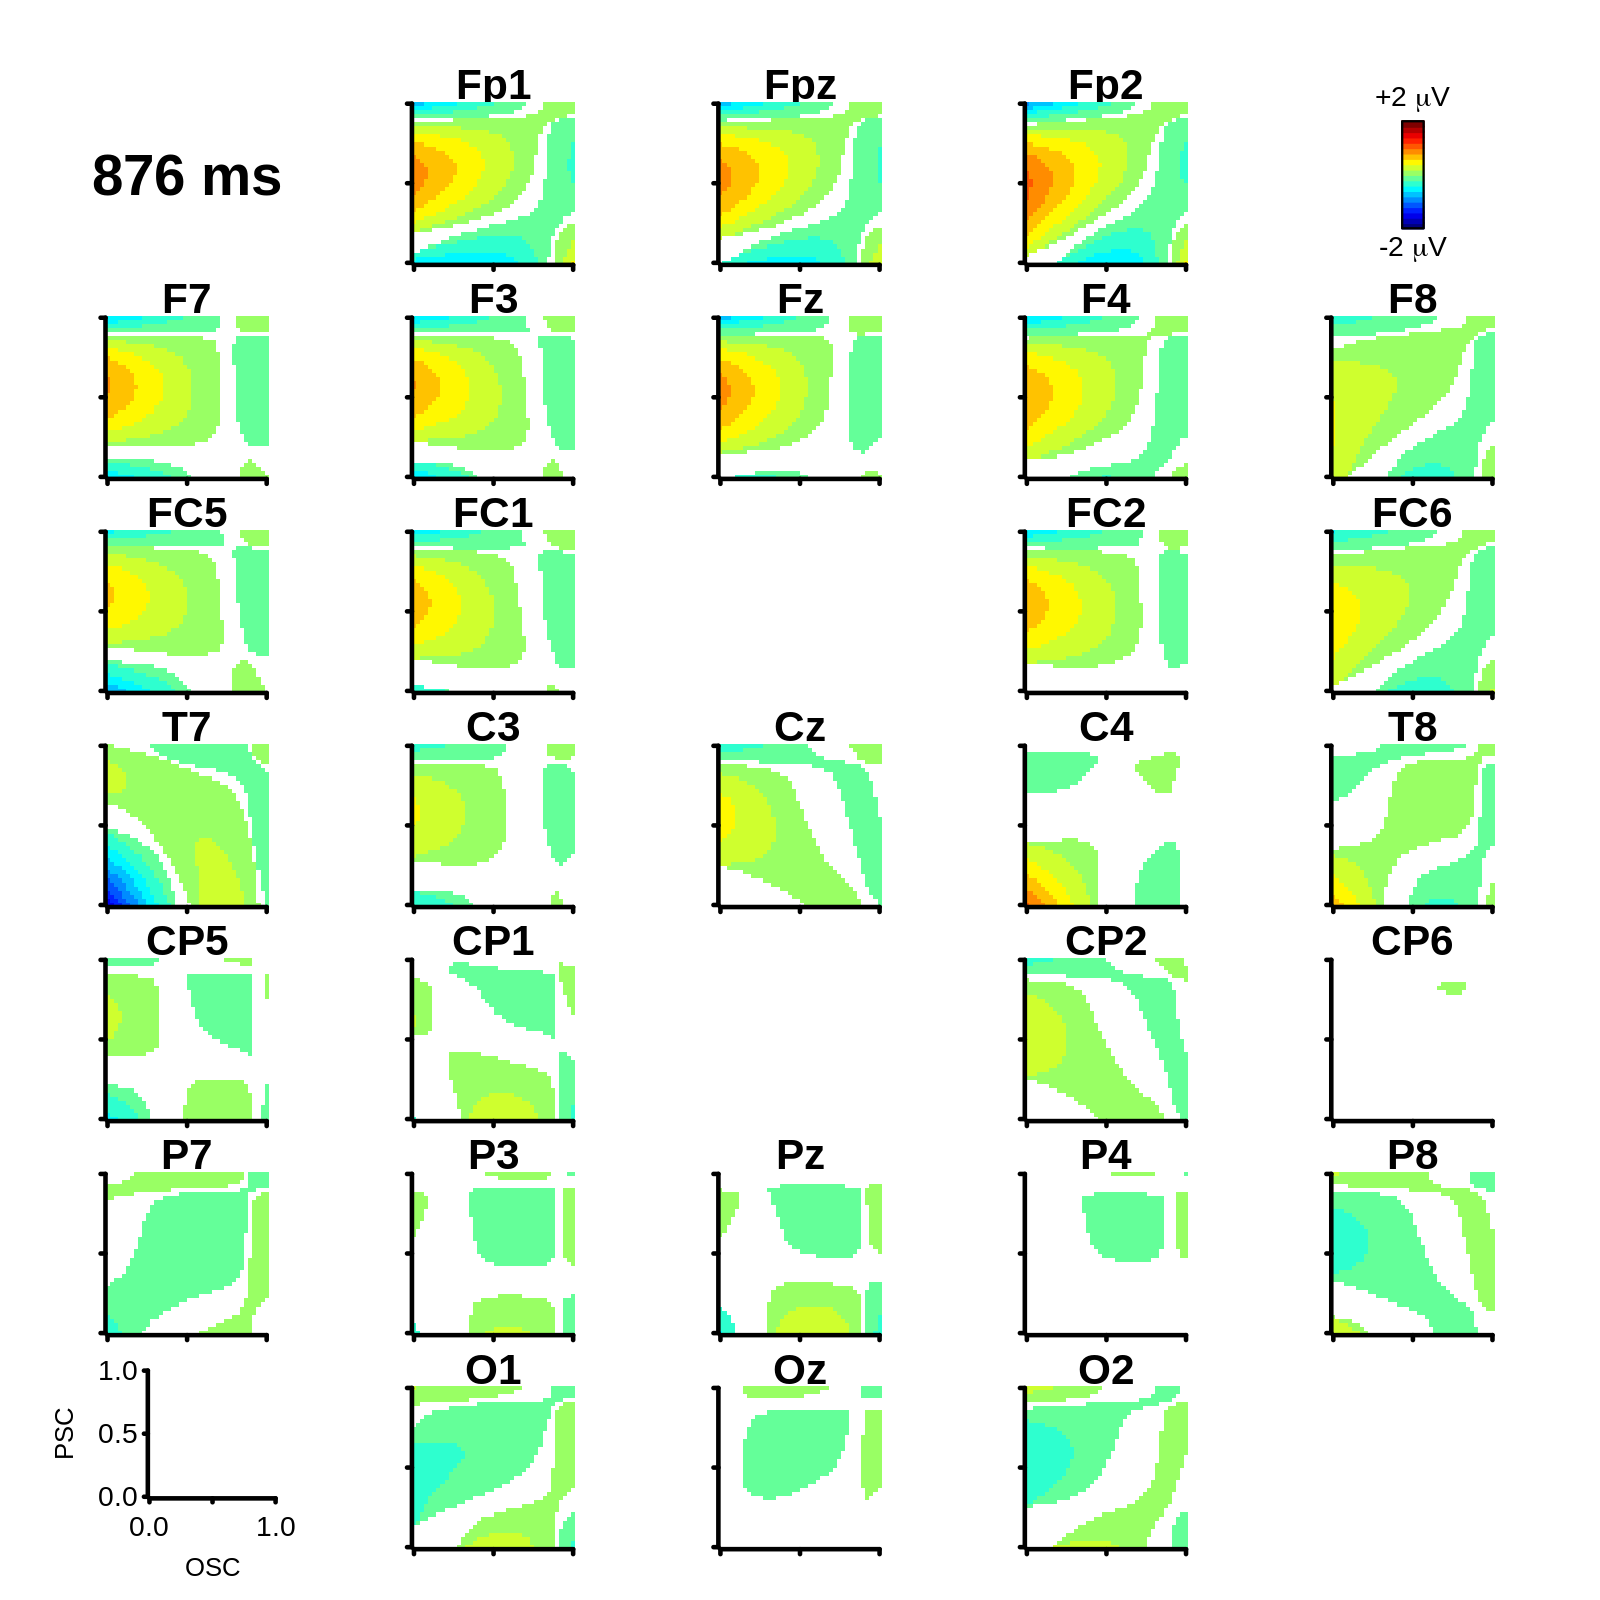 Fp1
Fpz
Fp2
+2 μV
876 ms
-2 μV
F7
F3
Fz
F4
F8
FC5
FC1
FC2
FC6
T7
C3
Cz
C4
T8
CP5
CP1
CP2
CP6
P7
P3
Pz
P4
P8
O1
Oz
O2
1.0
PSC
0.5
0.0
0.0
1.0
OSC